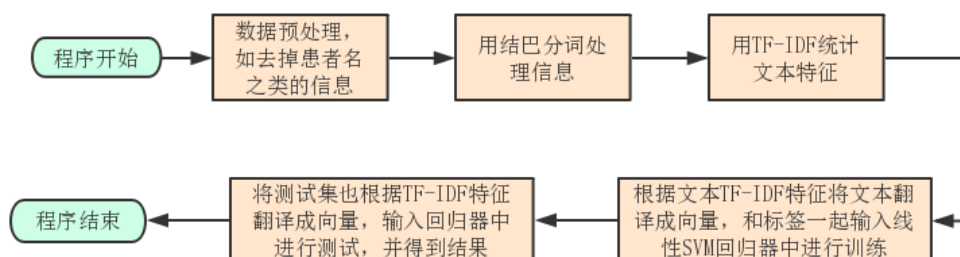 程序开始
数据预处理，
如去掉患者名
之类的信息
用结巴分词处
理信息
用TF-IDF统计
文本特征
根据文本TF-IDF特征将文本翻
译成向量，和标签一起输入线
性SVM回归器中进行训练
将测试集也根据TF-IDF特征
翻译成向量，输入回归器中
进行测试，并得到结果
程序结束